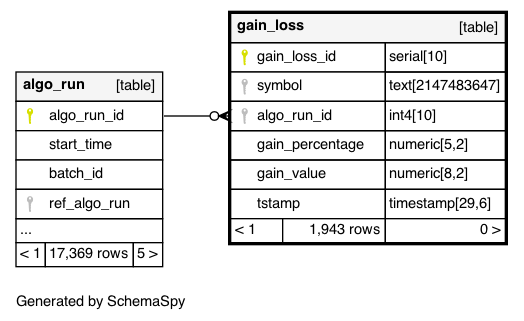 gain_loss [table]
gain_loss_id serial[10]
symbol text[2147483647]
algo_run_id int4[10]
gain_percentage numeric[5,2]
gain_value numeric[8,2]
tstamp timestamp[29,6]
< 1 1,943 rows 0 >
algo_run [table]
algo_run_id
start_time
batch_id
ref_algo_run
...
< 1 17,369 rows 5 >
Generated by SchemaSpy